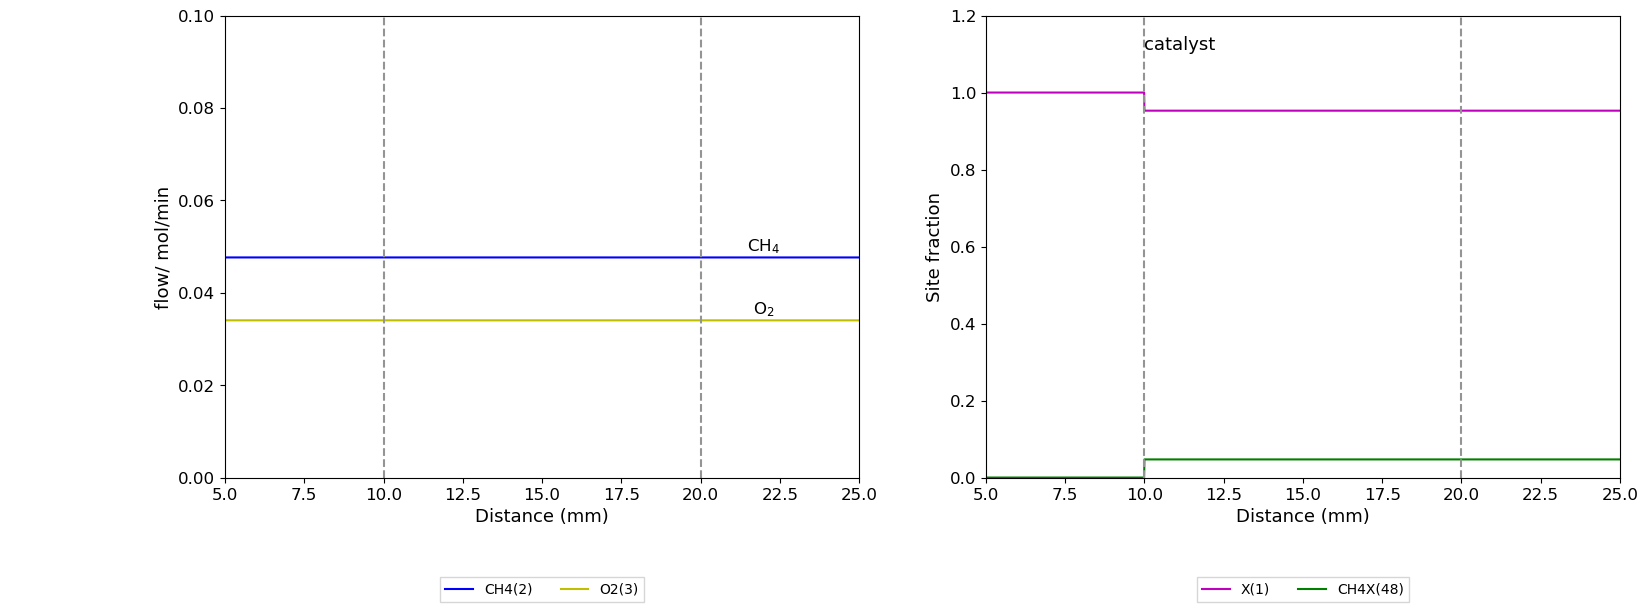 0.10
0.08
0.06
0.04
0.02
0.00
flow/ mol/min
CH₄
O₂
5.0 7.5 10.0 12.5 15.0 17.5 20.0 22.5 25.0
Distance (mm)
CH4(2) O2(3)
1.2
1.0
0.8
0.6
0.4
0.2
0.0
Site fraction
catalyst
5.0 7.5 10.0 12.5 15.0 17.5 20.0 22.5 25.0
Distance (mm)
X(1) CH4X(48)